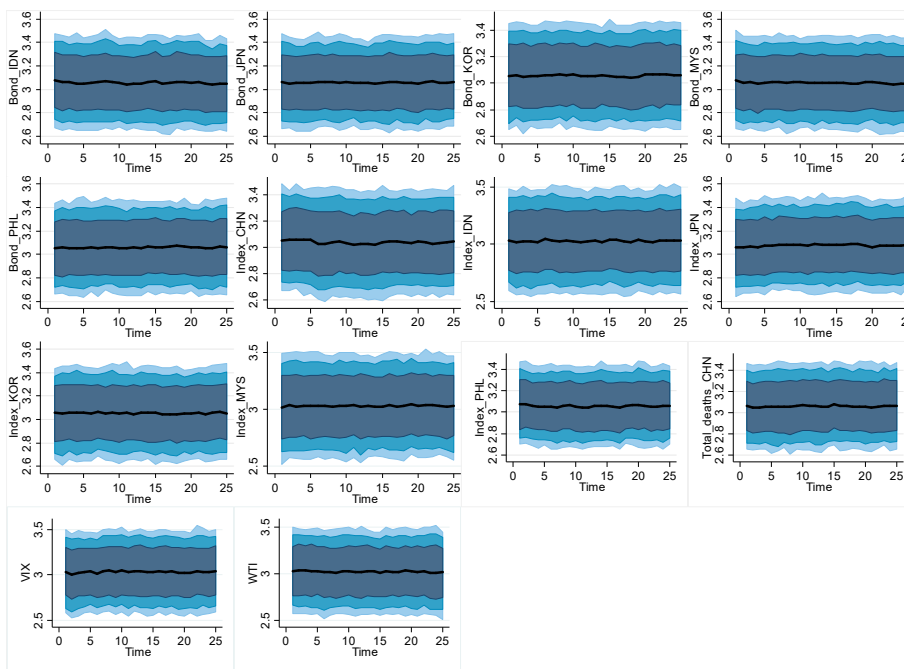 Bond_IDN
2.6 2.8 3 3.2 3.4 3.6
0 5 10 15 20 25
Time
Bond_JPN
2.6 2.8 3 3.2 3.4 3.6
0 5 10 15 20 25
Time
Bond_KOR
2.6 2.8 3 3.2 3.4
0 5 10 15 20 25
Time
Bond_MYS
2.6 2.8 3 3.2 3.4 3.6
0 5 10 15 20 25
Time
Bond_PHL
2.6 2.8 3 3.2 3.4 3.6
0 5 10 15 20 25
Time
Index_CHN
2.6 2.8 3 3.2 3.4
0 5 10 15 20 25
Time
Index_IDN
2.5 3 3.5
0 5 10 15 20 25
Time
Index_JPN
2.6 2.8 3 3.2 3.4 3.6
0 5 10 15 20 25
Time
Index_KOR
2.6 2.8 3 3.2 3.4 3.6
0 5 10 15 20 25
Time
Index_MYS
2.5 3 3.5
0 5 10 15 20 25
Time
Index_PHL
2.6 2.8 3 3.2 3.4
0 5 10 15 20 25
Time
Total_deaths_CHN
2.6 2.8 3 3.2 3.4
0 5 10 15 20 25
Time
VIX
2.5 3 3.5
0 5 10 15 20 25
Time
WTI
2.5 3 3.5
0 5 10 15 20 25
Time